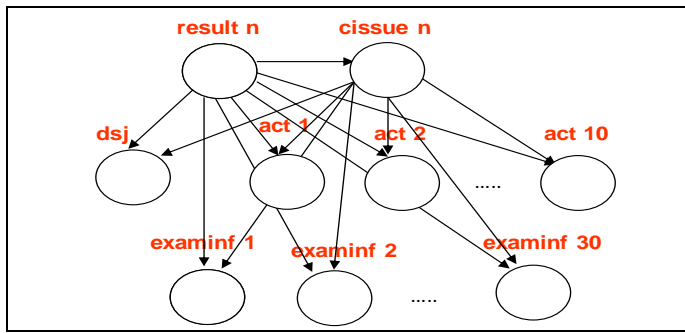 result n cissue n
dsj act 1 act 2 act 10
.....
examinf 1 examinf 2 examinf 30
.....